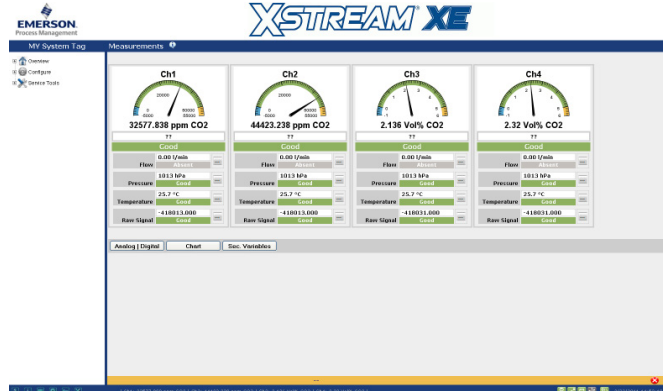 EMERSON
Process Management
XSTREAM XE
MY System Tag
Measurements
Overview
Configure
Service Tools
Ch1
Ch2
Ch3
Ch4
32577.838 ppm CO2
44423.238 ppm CO2
2.136 Vol% CO2
2.32 Vol% CO2
?? ?? ?? ??
Good Good Good Good
0.00 l/min 0.00 l/min 0.00 l/min 0.00 l/min
Flow Absent Flow Absent Flow Absent Flow Absent
1013 hPa 1013 hPa 1013 hPa 1013 hPa
Pressure Good Pressure Good Pressure Good Pressure Good
25.7 °C 25.7 °C 25.7 °C 25.7 °C
Temperature Good Temperature Good Temperature Good Temperature Good
-418013.000 -418013.000 -418031.000 -418031.000
Raw Signal Good Raw Signal Good Raw Signal Good Raw Signal Good
Analog | Digital Chart Sec. Variables